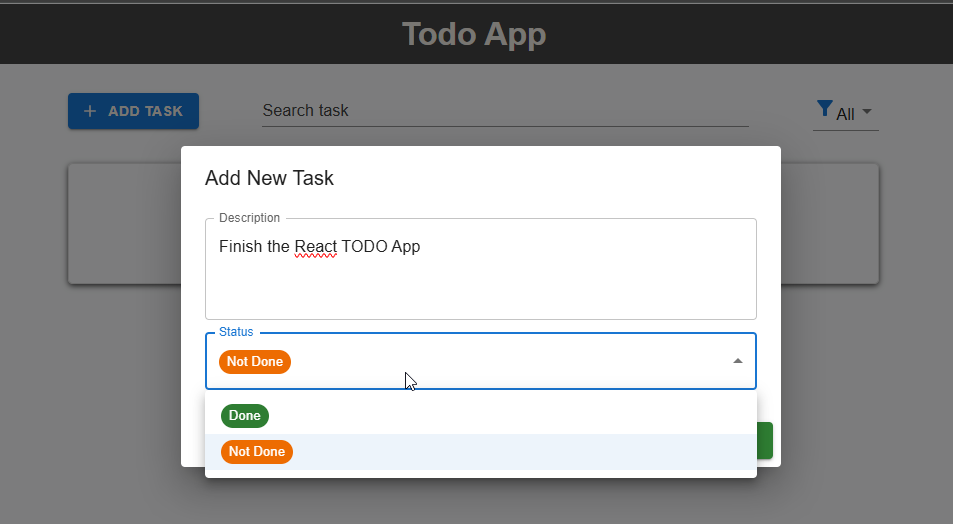 Todo App
+ ADD TASK
Search task
All
Add New Task
Description
Finish the React TODO App
Status
Not Done
Done
Not Done